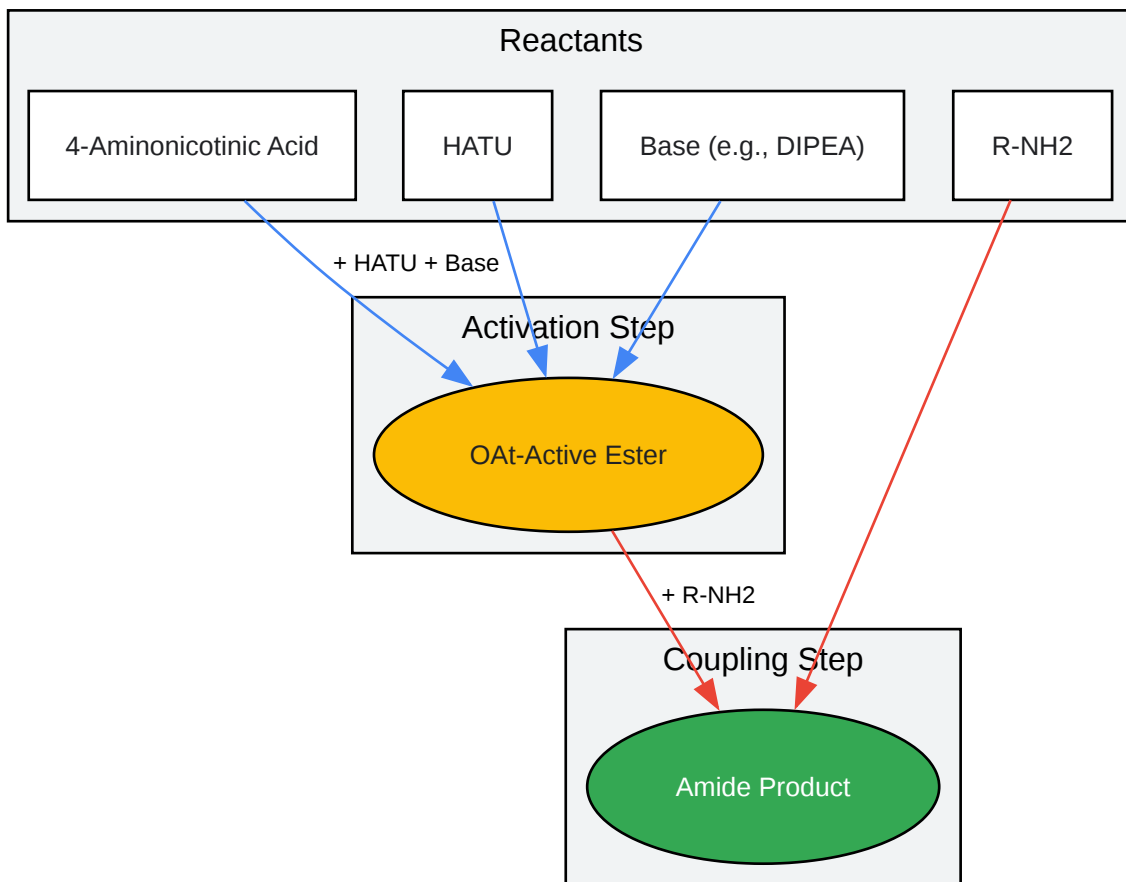 Reactants
4-Aminonicotinic Acid
HATU
Base (e.g., DIPEA)
R-NH2
+ HATU + Base
Activation Step
OAt-Active Ester
+ R-NH2
Coupling Step
Amide Product